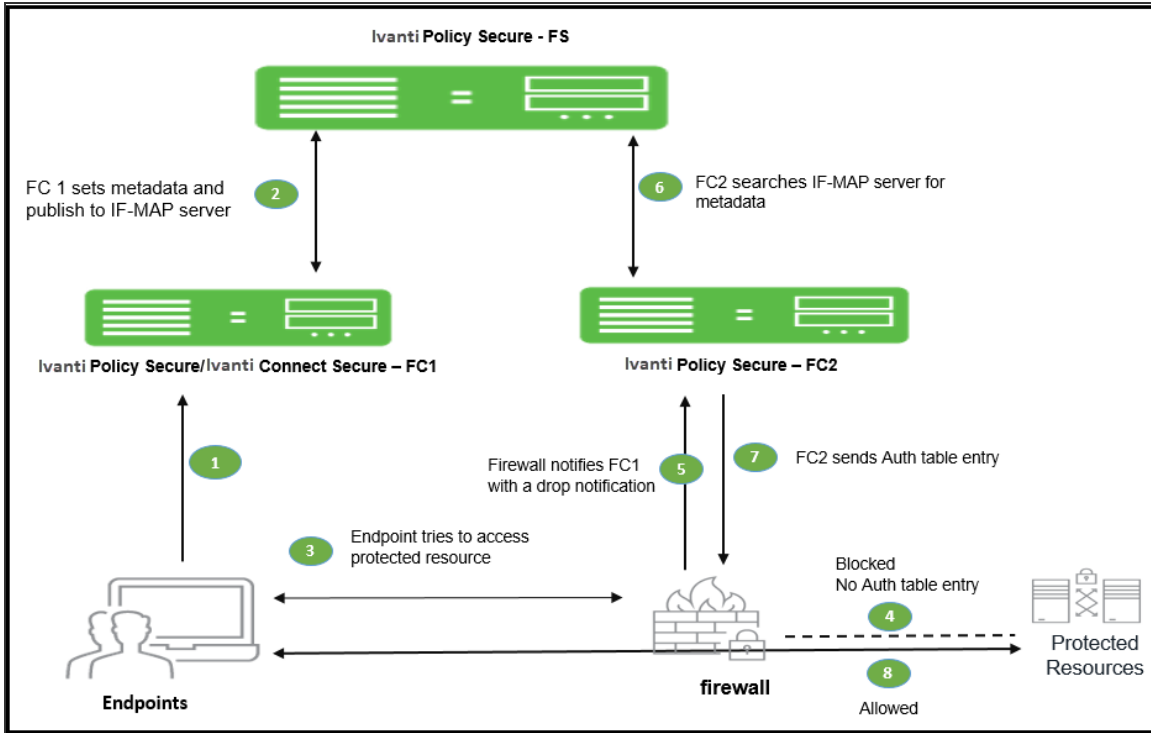 Ivanti Policy Secure - FS
FC 1 sets metadata and
publish to IF-MAP server
2
6
FC2 searches IF-MAP server for
metadata
Ivanti Policy Secure/Ivanti Connect Secure – FC1
Ivanti Policy Secure – FC2
1
Firewall notifies FC1
with a drop notification
5
7
FC2 sends Auth table entry
3
Endpoint tries to access
protected resource
Blocked
No Auth table entry
4
Protected
Resources
8
Allowed
Endpoints
firewall